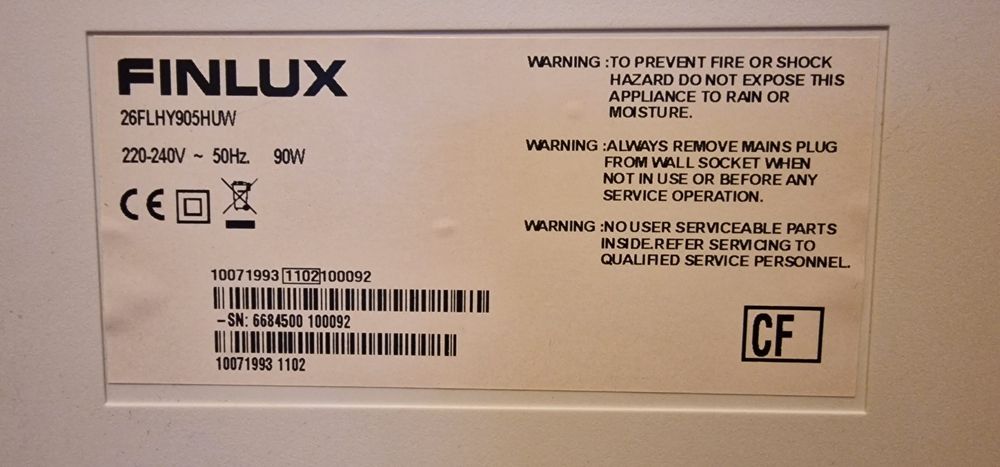 FINLUX
26FLHY905HUW
220-240V ~ 50Hz. 90W
CE
WARNING :TO PREVENT FIRE OR SHOCK
HAZARD DO NOT EXPOSE THIS
APPLIANCE TO RAIN OR
MOISTURE.
WARNING :ALWAYS REMOVE MAINS PLUG
FROM WALL SOCKET WHEN
NOT IN USE OR BEFORE ANY
SERVICE OPERATION.
WARNING :NO USER SERVICEABLE PARTS
INSIDE.REFER SERVICING TO
QUALIFIED SERVICE PERSONNEL.
10071993 1102 100092
-SN: 6684500 100092
10071993 1102
CF